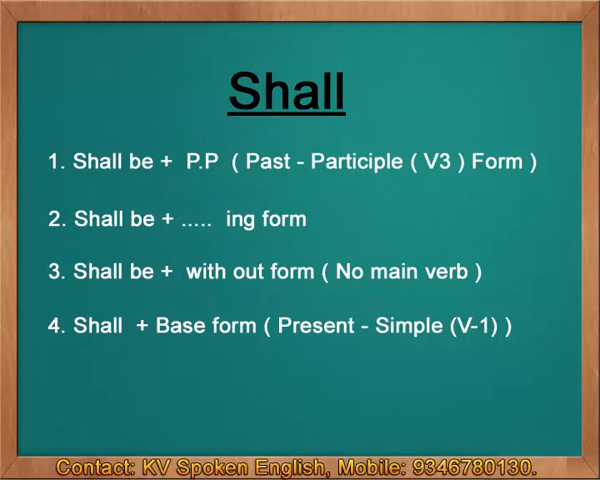 Shall
1. Shall be + P.P ( Past - Participle ( V3 ) Form )
2. Shall be + ..... ing form
3. Shall be + with out form ( No main verb )
4. Shall + Base form ( Present - Simple (V-1) )
Contact: KV Spoken English, Mobile: 9346780130.